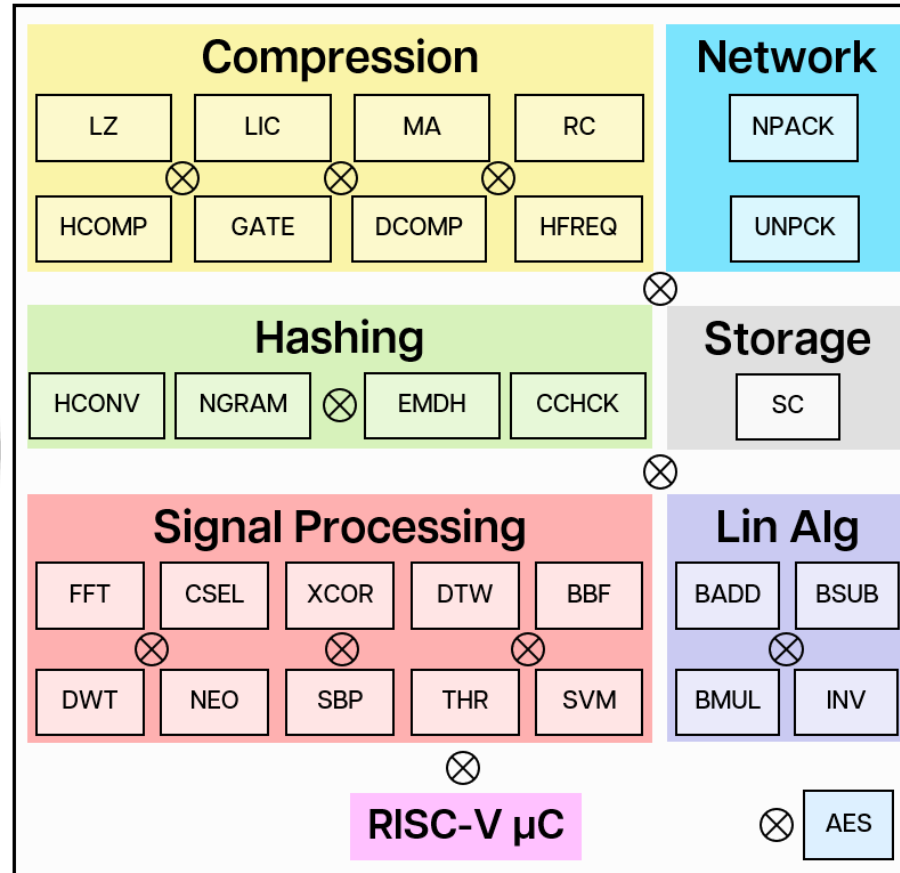 Compression
LZ LIC MA RC
HCOMP GATE DCOMP HFREQ
Network
NPACK
UNPCK
Hashing
HCONV NGRAM EMDH CCHCK
Storage
SC
Signal Processing
FFT CSEL XCOR DTW BBF
DWT NEO SBP THR SVM
Lin Alg
BADD BSUB
BMUL INV
RISC-V µC
AES